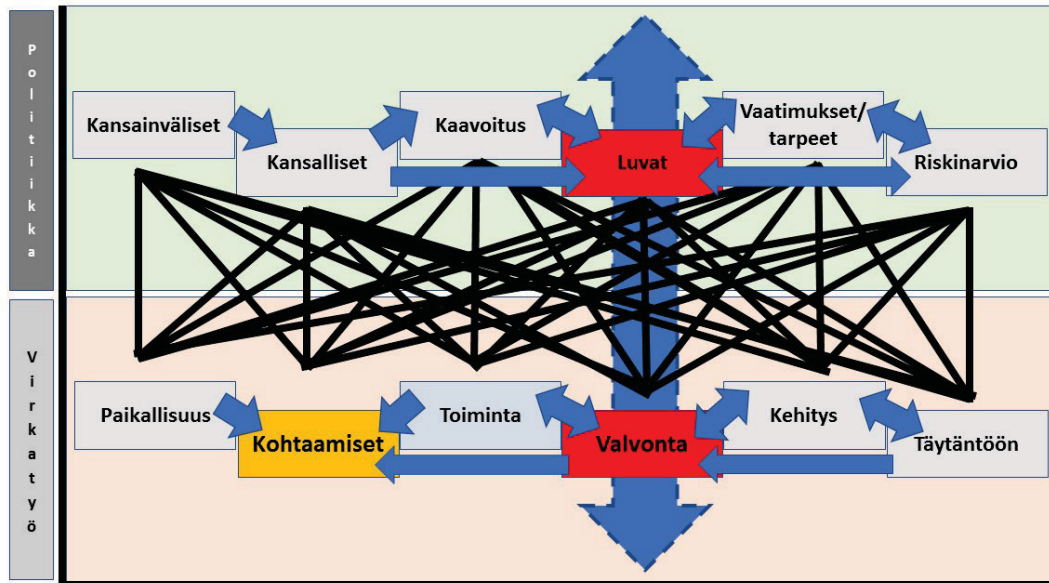 Politiikka
Kansainväliset
Kansalliset
Kaavoitus
Luvat
Vaatimukset/
tarpeet
Riskinarvio
Virkatyö
Paikallisuus
Kohtaamiset
Toiminta
Valvonta
Kehitys
Täytäntöön